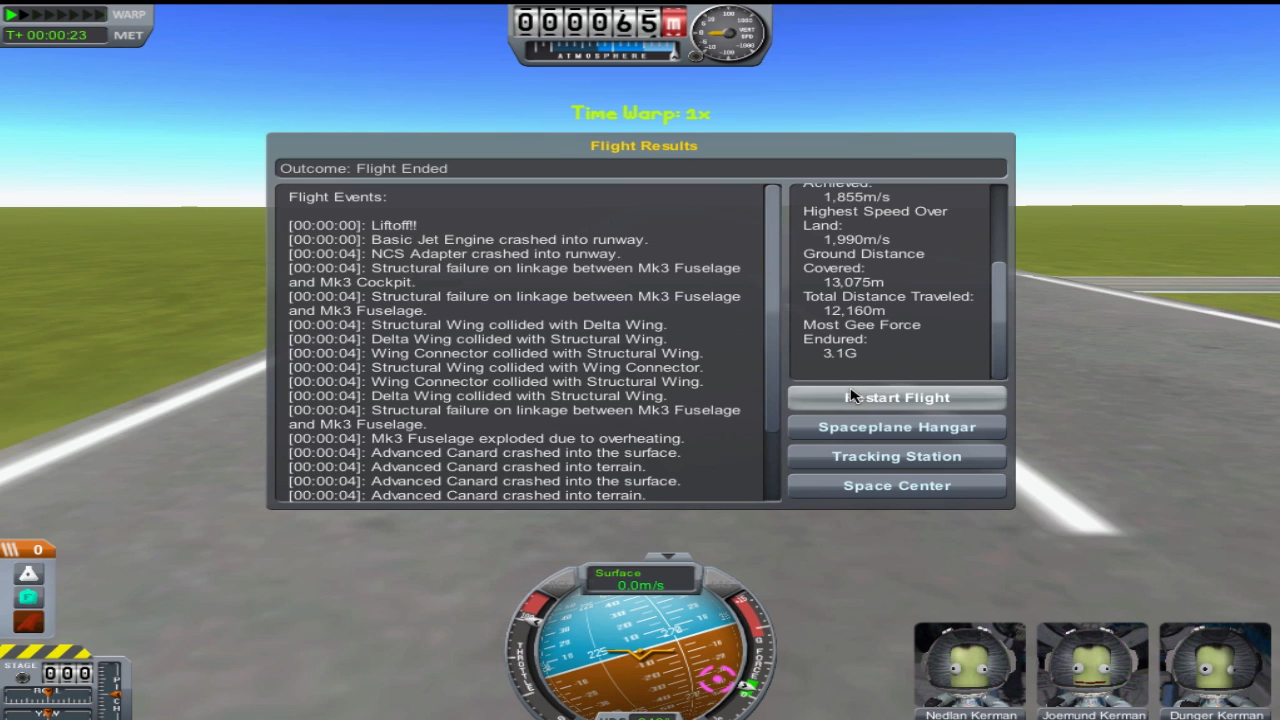 WARP
T+ 00:00:23
MET
000065m
ATMOSPHERE
VERT
SPD
Time Warp: 1x
Flight Results
Outcome: Flight Ended
Flight Events:
[00:00:00]: Liftoff!!
[00:00:00]: Basic Jet Engine crashed into runway.
[00:00:04]: NCS Adapter crashed into runway.
[00:00:04]: Structural failure on linkage between Mk3 Fuselage
and Mk3 Cockpit.
[00:00:04]: Structural failure on linkage between Mk3 Fuselage
and Mk3 Fuselage.
[00:00:04]: Structural Wing collided with Delta Wing.
[00:00:04]: Delta Wing collided with Structural Wing.
[00:00:04]: Wing Connector collided with Structural Wing.
[00:00:04]: Structural Wing collided with Wing Connector.
[00:00:04]: Wing Connector collided with Structural Wing.
[00:00:04]: Delta Wing collided with Structural Wing.
[00:00:04]: Structural failure on linkage between Mk3 Fuselage
and Mk3 Fuselage.
[00:00:04]: Mk3 Fuselage exploded due to overheating.
[00:00:04]: Advanced Canard crashed into the surface.
[00:00:04]: Advanced Canard crashed into terrain.
[00:00:04]: Advanced Canard crashed into the surface.
[00:00:04]: Advanced Canard crashed into terrain.
Achieved:
1,855m/s
Highest Speed Over
Land:
1,990m/s
Ground Distance
Covered:
13,075m
Total Distance Traveled:
12,160m
Most Gee Force
Endured:
3.1G
Restart Flight
Spaceplane Hangar
Tracking Station
Space Center
0
STAGE
000
Surface
0.0m/s
Nedlan Kerman
Joemund Kerman
Dunger Kerman